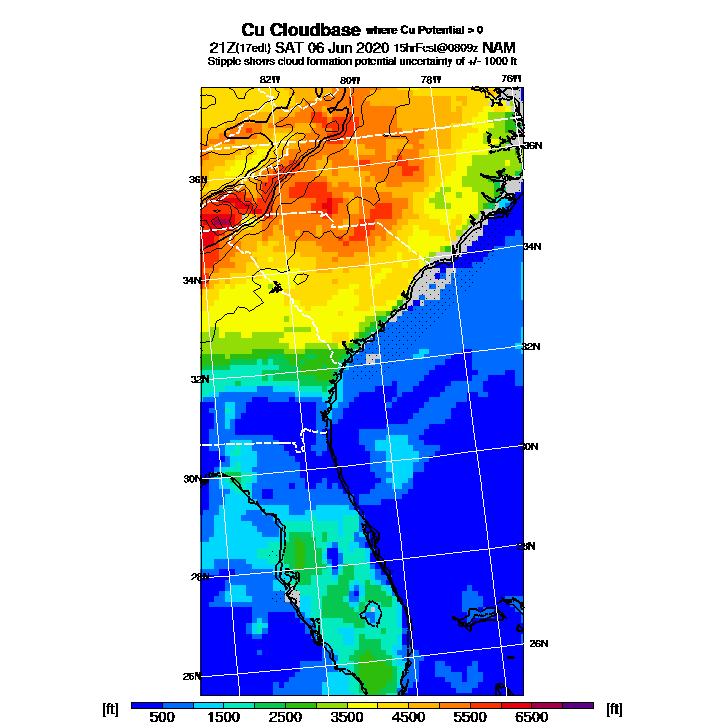 Cu Cloudbase where Cu Potential > 0
21Z(17edt) SAT 06 Jun 2020 15hrFcst@0809z NAM
Stipple shows cloud formation potential uncertainty of +/- 1000 ft
82W 80W 78W 76W
36N
36N
34N
34N
32N
32N
30N
30N
28N
28N
26N
26N
[ft] [ft]
500 1500 2500 3500 4500 5500 6500